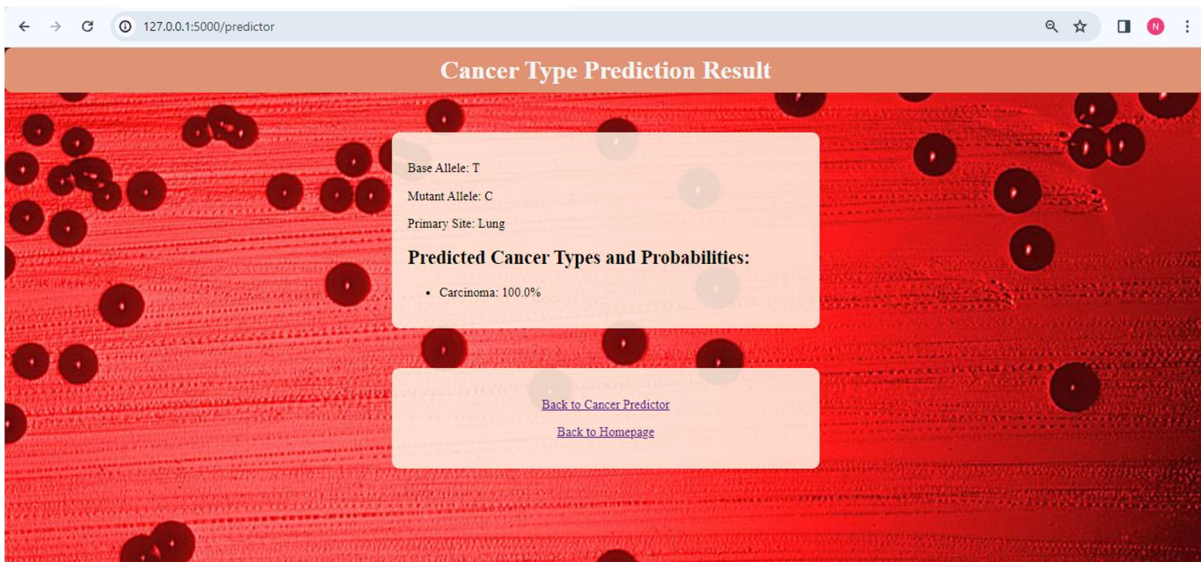 127.0.0.1:5000/predictor
N
Cancer Type Prediction Result
Base Allele: T
Mutant Allele: C
Primary Site: Lung
Predicted Cancer Types and Probabilities:
• Carcinoma: 100.0%
Back to Cancer Predictor
Back to Homepage